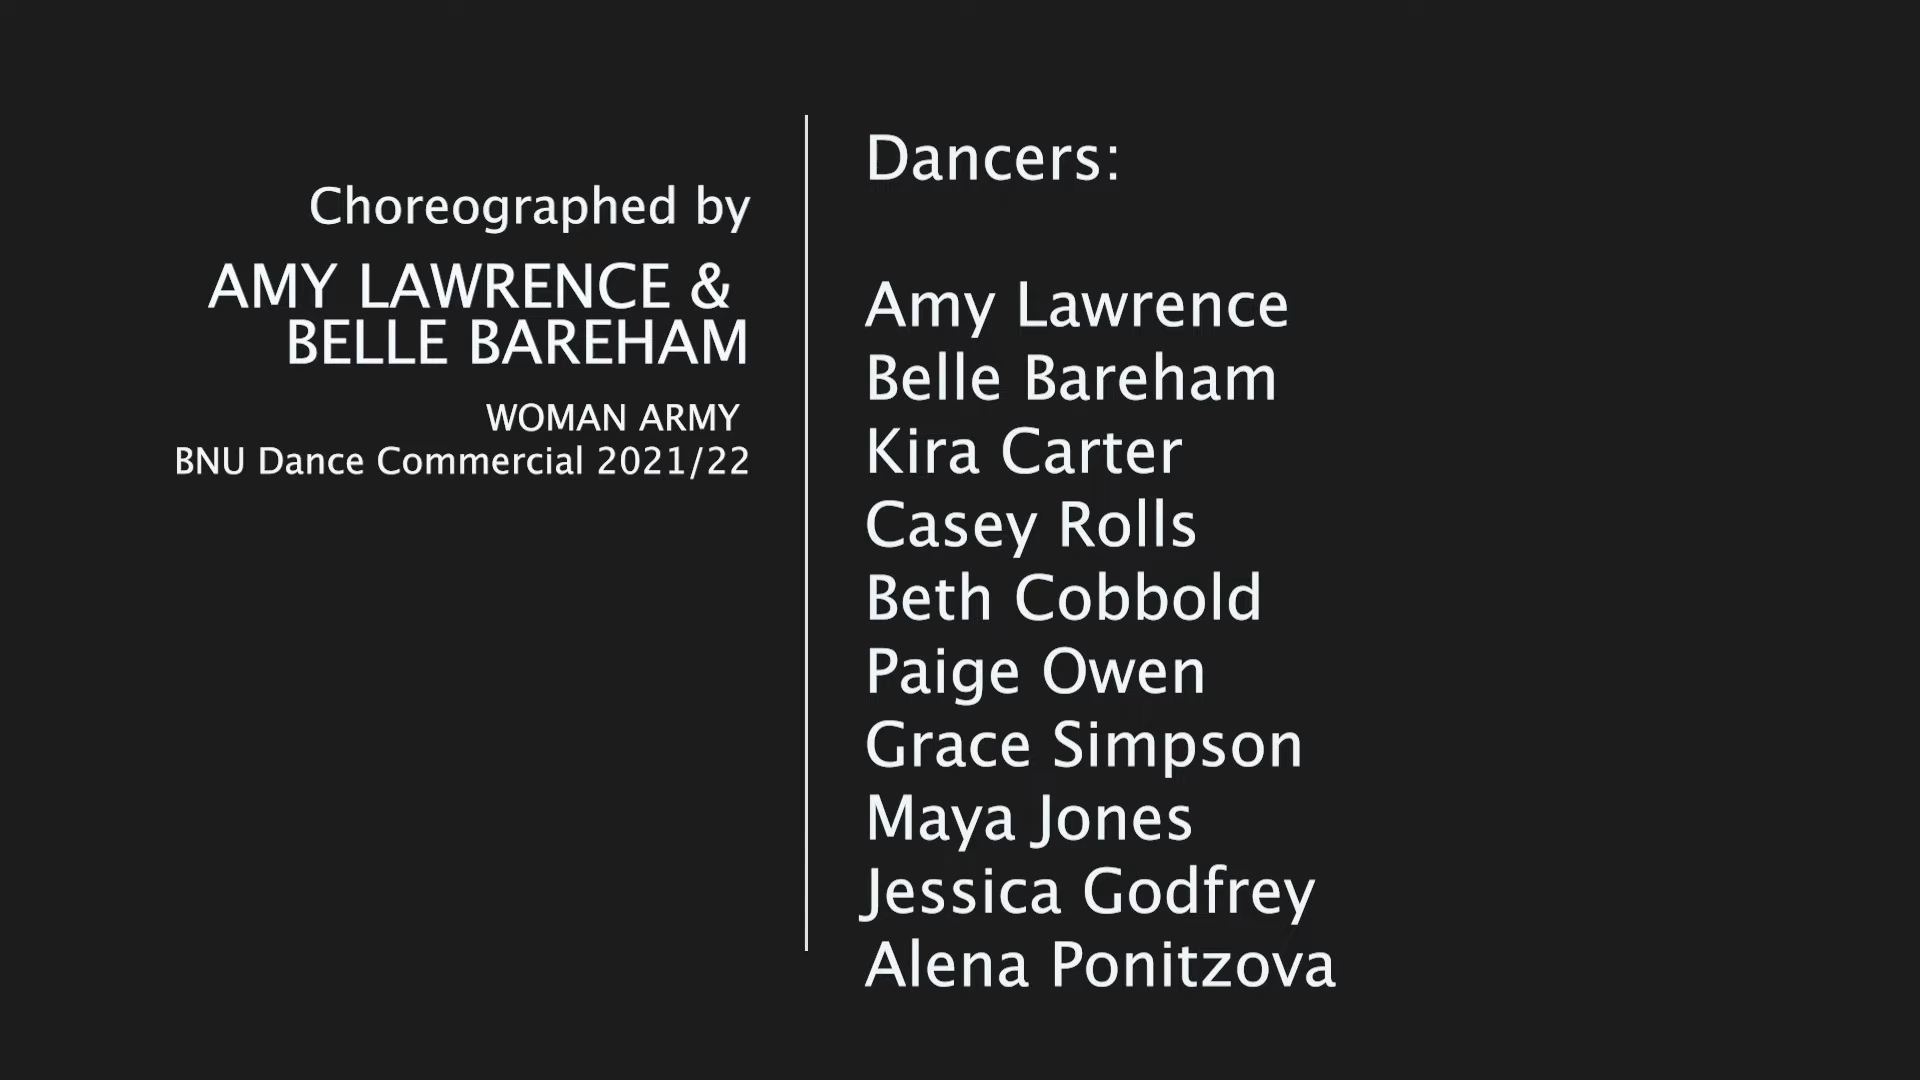 Choreographed by
AMY LAWRENCE &
BELLE BAREHAM
WOMAN ARMY
BNU Dance Commercial 2021/22
Dancers:
Amy Lawrence
Belle Bareham
Kira Carter
Casey Rolls
Beth Cobbold
Paige Owen
Grace Simpson
Maya Jones
Jessica Godfrey
Alena Ponitzova